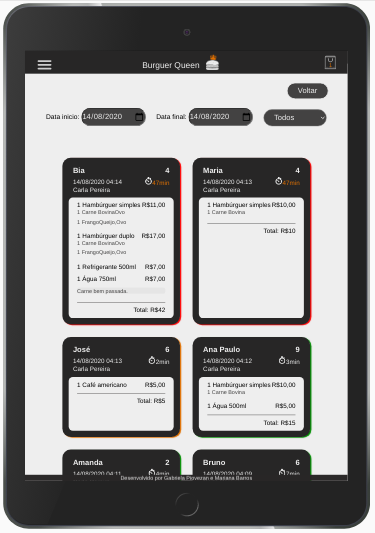 Burguer Queen
Voltar
Data inicio: 14/08/2020 Data final: 14/08/2020 Todos
Bia 4
14/08/2020 04:14 47min
Carla Pereira
1 Hambúrguer simples R$11,00
1 Carne BovinaOvo
1 FrangoQueijo,Ovo
1 Hambúrguer duplo R$17,00
1 Carne BovinaOvo
1 FrangoQueijo,Ovo
1 Refrigerante 500ml R$7,00
1 Água 750ml R$7,00
Carne bem passada.
Total: R$42
Maria 4
14/08/2020 04:13 47min
Carla Pereira
1 Hambúrguer simples R$10,00
1 Carne Bovina
Total: R$10
José 6
14/08/2020 04:13 2min
Carla Pereira
1 Café americano R$5,00
Total: R$5
Ana Paulo 9
14/08/2020 04:12 3min
Carla Pereira
1 Hambúrguer simples R$10,00
1 Carne Bovina
1 Água 500ml R$5,00
Total: R$15
Amanda 2
14/08/2020 04:11
Bruno 6
14/08/2020 04:09
Desenvolvido por Gabriela Piovezan e Mariana Barros